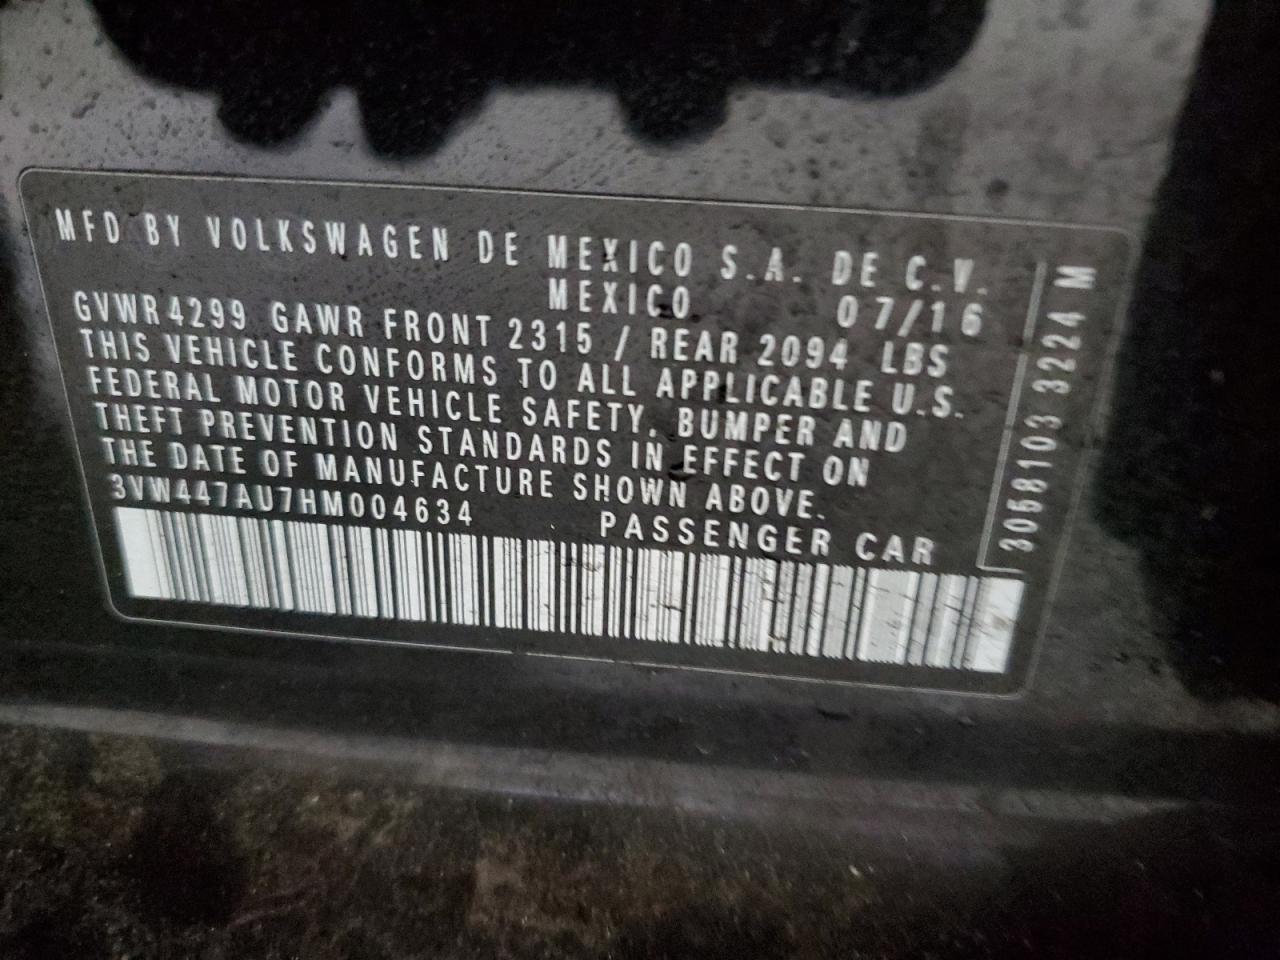 MFD BY VOLKSWAGEN DE MEXICO S.A. DE C.V.
MEXICO 07/16
GVWR 4299 GAWR FRONT 2315 / REAR 2094 LBS
THIS VEHICLE CONFORMS TO ALL APPLICABLE U.S.
FEDERAL MOTOR VEHICLE SAFETY, BUMPER AND
THEFT PREVENTION STANDARDS IN EFFECT ON
THE DATE OF MANUFACTURE SHOWN ABOVE.
3VW447AU7HM004634 PASSENGER CAR
3058103 3224 M